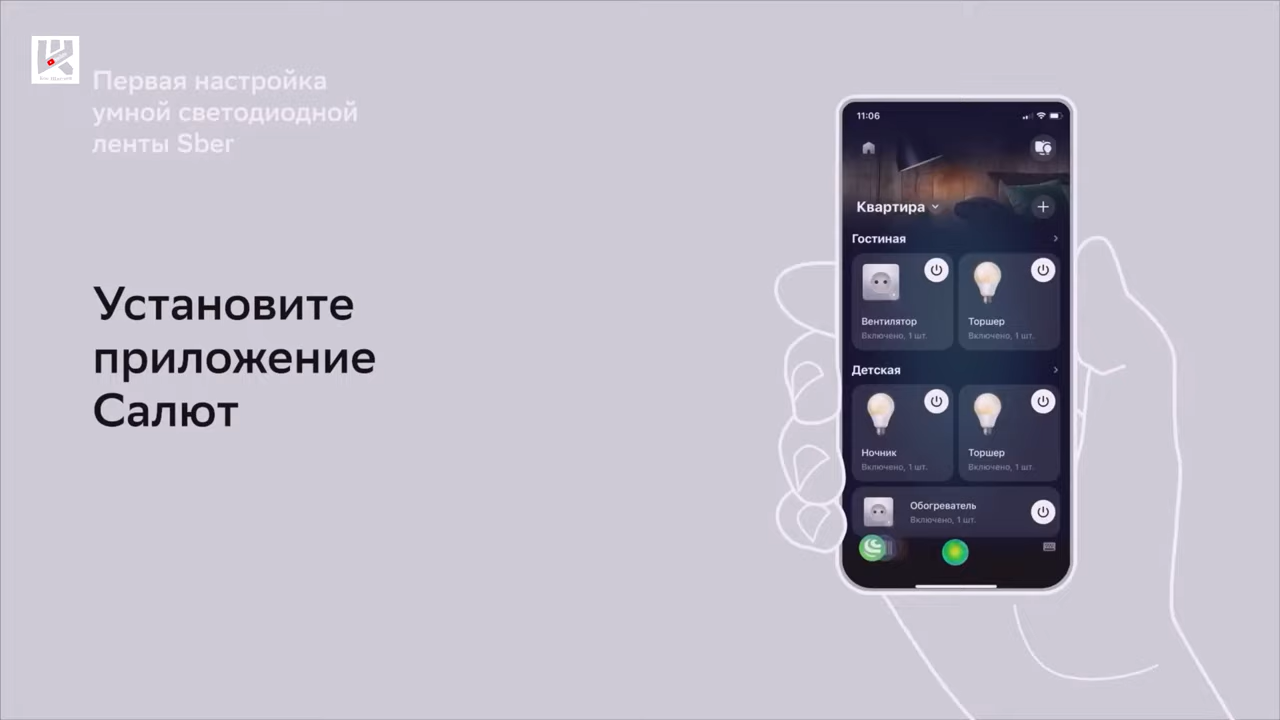 Первая настройка
умной светодиодной
ленты Sber
Установите
приложение
Салют
11:06
Квартира
Гостиная
Вентилятор
Включено, 1 шт.
Торшер
Включено, 1 шт.
Детская
Ночник
Включено, 1 шт.
Торшер
Включено, 1 шт.
Обогреватель
Включено, 1 шт.